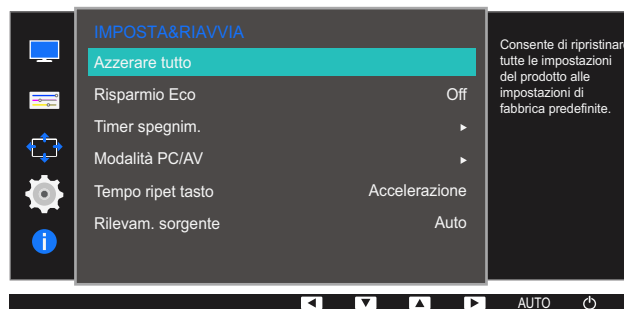 IMPOSTA&RIAVVIA
Azzerare tutto
Risparmio Eco Off
Timer spegnim.
Modalità PC/AV
Tempo ripet tasto Accelerazione
Rilevam. sorgente Auto
Consente di ripristinare
tutte le impostazioni
del prodotto alle
impostazioni di
fabbrica predefinite.
AUTO